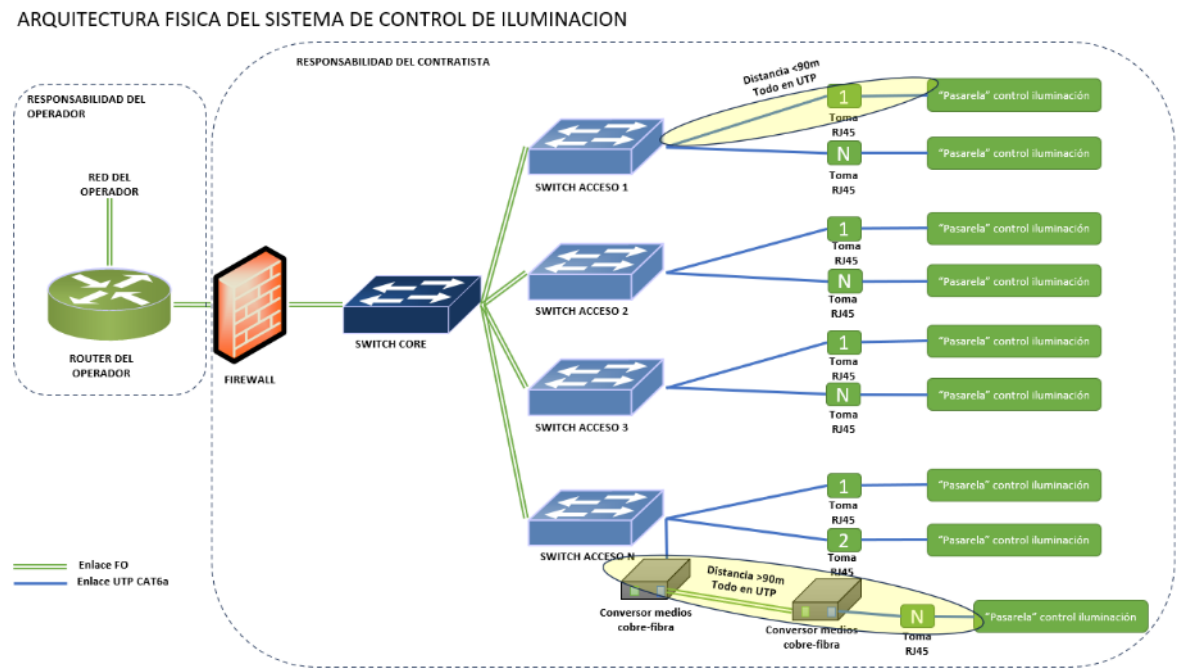 ARQUITECTURA FISICA DEL SISTEMA DE CONTROL DE ILUMINACION
RESPONSABILIDAD DEL CONTRATISTA
RESPONSABILIDAD DEL
OPERADOR
RED DEL
OPERADOR
ROUTER DEL
OPERADOR
FIREWALL
SWITCH CORE
SWITCH ACCESO 1
Distancia <90m
Todo en UTP
1
Toma
RJ45
"Pasarela" control iluminación
N
Toma
RJ45
"Pasarela" control iluminación
SWITCH ACCESO 2
1
Toma
RJ45
"Pasarela" control iluminación
N
Toma
RJ45
"Pasarela" control iluminación
SWITCH ACCESO 3
1
Toma
RJ45
"Pasarela" control iluminación
N
Toma
RJ45
"Pasarela" control iluminación
SWITCH ACCESO N
1
Toma
RJ45
"Pasarela" control iluminación
2
Toma
RJ45
"Pasarela" control iluminación
Distancia >90m
Todo en UTP
Conversor medios
cobre-fibra
Conversor medios
cobre-fibra
N
Toma
RJ45
"Pasarela" control iluminación
Enlace FO
Enlace UTP CAT6a